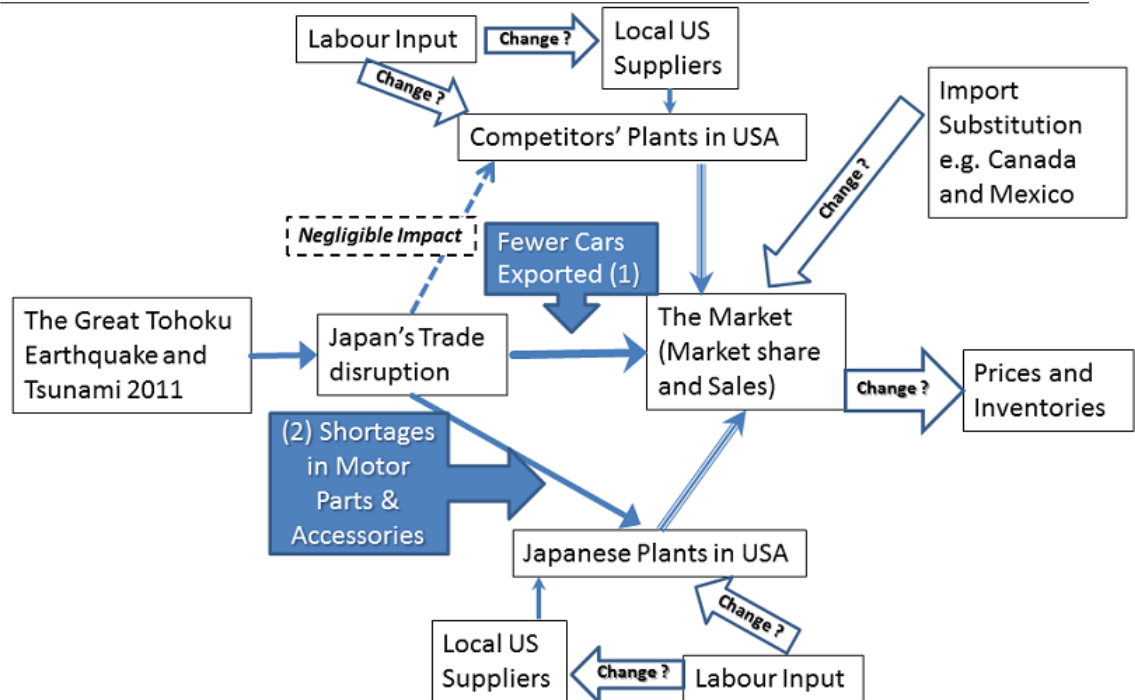 Labour Input
Change ?
Local US
Suppliers
Change ?
Competitors’ Plants in USA
Import
Substitution
e.g. Canada
and Mexico
Change ?
Negligible Impact
Fewer Cars
Exported (1)
The Great Tohoku
Earthquake and
Tsunami 2011
Japan’s Trade
disruption
The Market
(Market share
and Sales)
Change ?
Prices and
Inventories
(2) Shortages
in Motor
Parts &
Accessories
Japanese Plants in USA
Change ?
Local US
Suppliers
Change ?
Labour Input